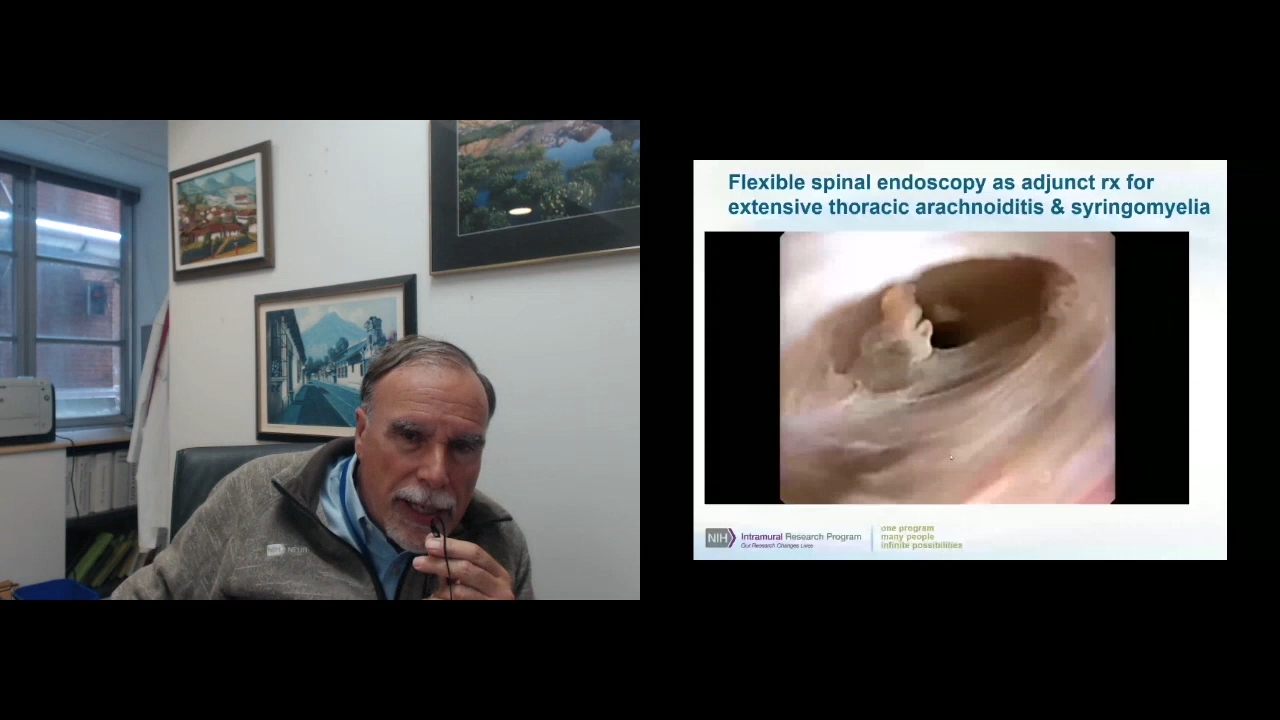 Flexible spinal endoscopy as adjunct rx for
extensive thoracic arachnoiditis & syringomyelia
NIH
Intramural Research Program
Our Research Changes Lives
one program
many people
infinite possibilities
NIH